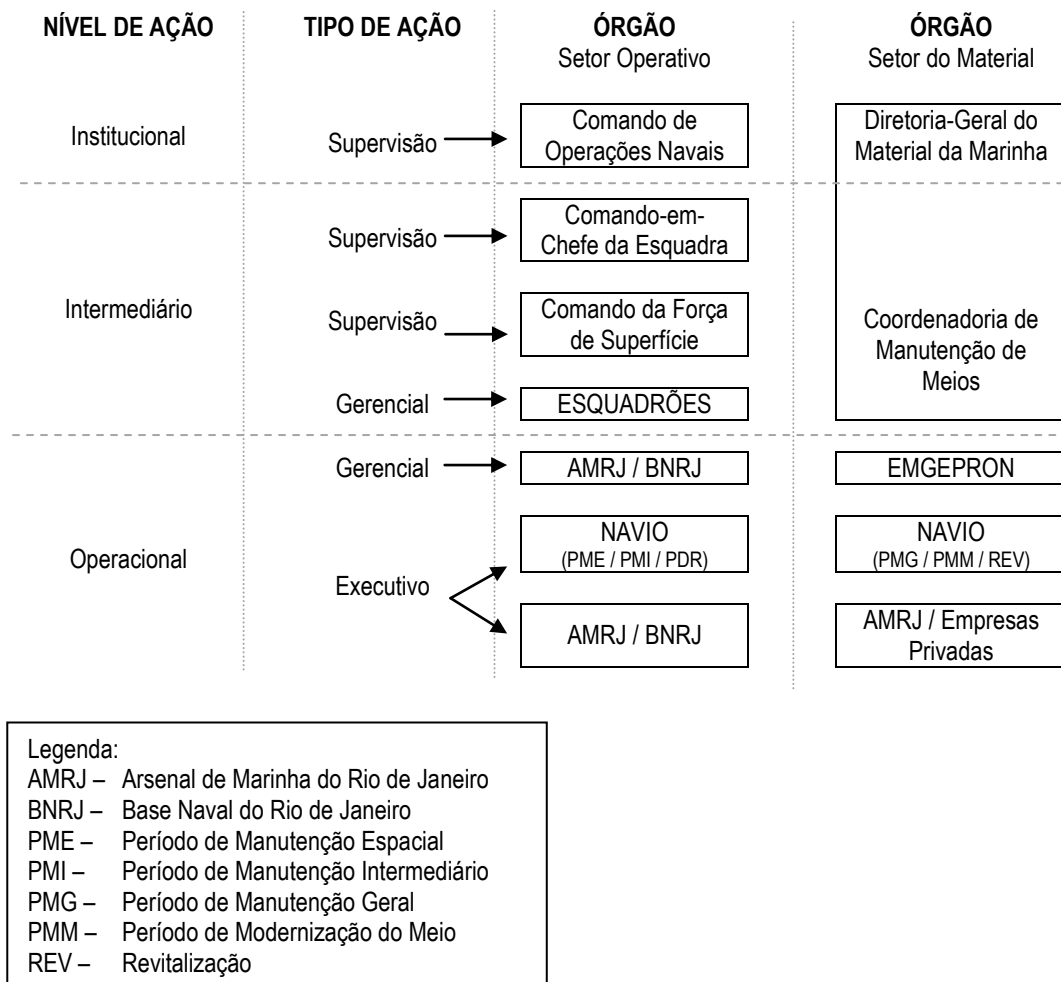 NÍVEL DE AÇÃO
TIPO DE AÇÃO
ÓRGÃO
Setor Operativo
ÓRGÃO
Setor do Material
Institucional
Supervisão
Comando de
Operações Navais
Diretoria-Geral do
Material da Marinha
Intermediário
Supervisão
Comando-em-
Chefe da Esquadra
Supervisão
Comando da Força
de Superfície
Coordenadoria de
Manutenção de
Meios
Gerencial
ESQUADRÕES
Operacional
Gerencial
AMRJ / BNRJ
EMGEPRON
Executivo
NAVIO
(PME / PMI / PDR)
NAVIO
(PMG / PMM / REV)
AMRJ / BNRJ
AMRJ / Empresas
Privadas
Legenda:
AMRJ – Arsenal de Marinha do Rio de Janeiro
BNRJ – Base Naval do Rio de Janeiro
PME – Período de Manutenção Espacial
PMI – Período de Manutenção Intermediário
PMG – Período de Manutenção Geral
PMM – Período de Modernização do Meio
REV – Revitalização